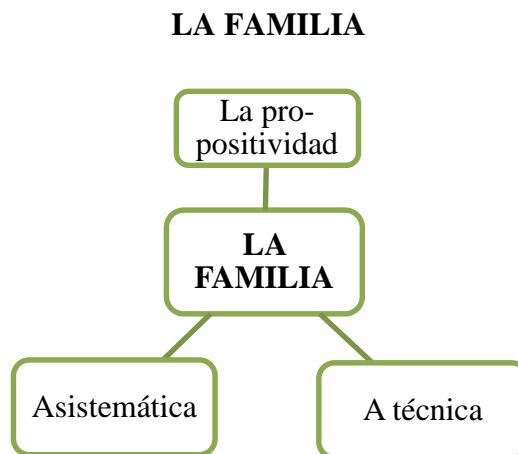 LA FAMILIA
La pro-
positividad
LA
FAMILIA
Asistemática
A técnica